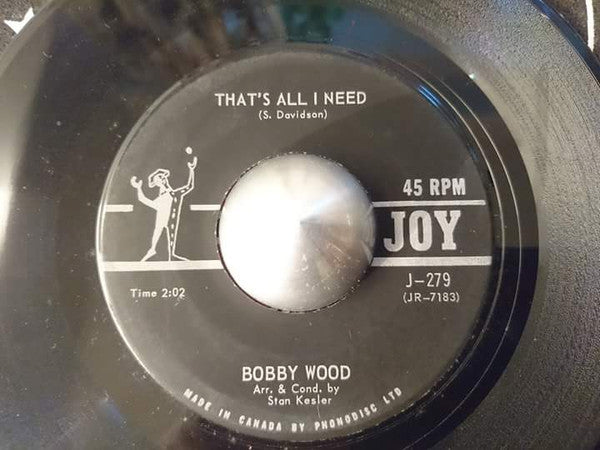 THAT'S ALL I NEED
(S. Davidson)
45 RPM
JOY
Time 2:02
J-279
(JR-7183)
BOBBY WOOD
Arr. & Cond. by
Stan Kesler
MADE IN CANADA BY PHONODISC LTD